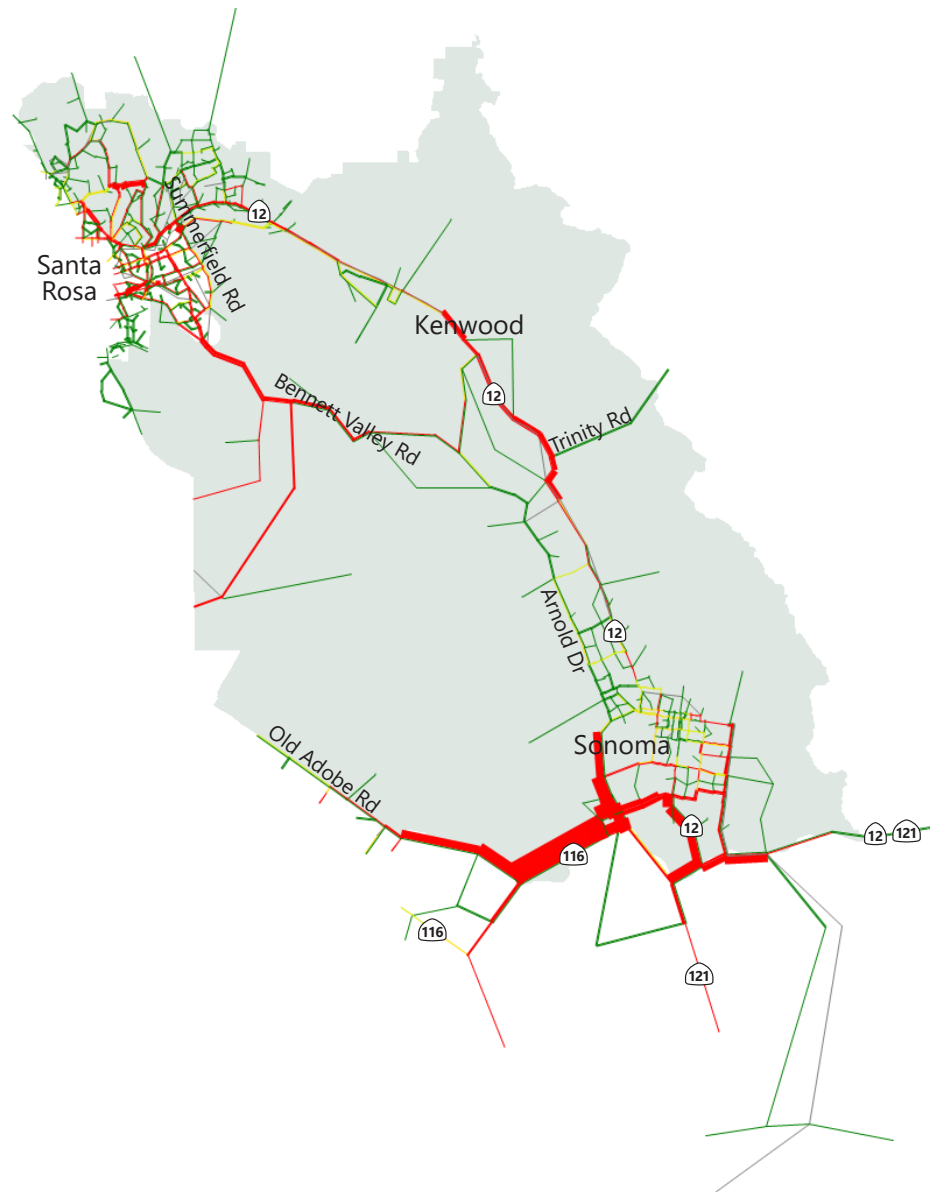 12
Summerfield Rd
Santa
Rosa
Kenwood
12
Bennett Valley Rd
Trinity Rd
Arnold Dr
12
Old Adobe Rd
Sonoma
12
12
121
116
116
121